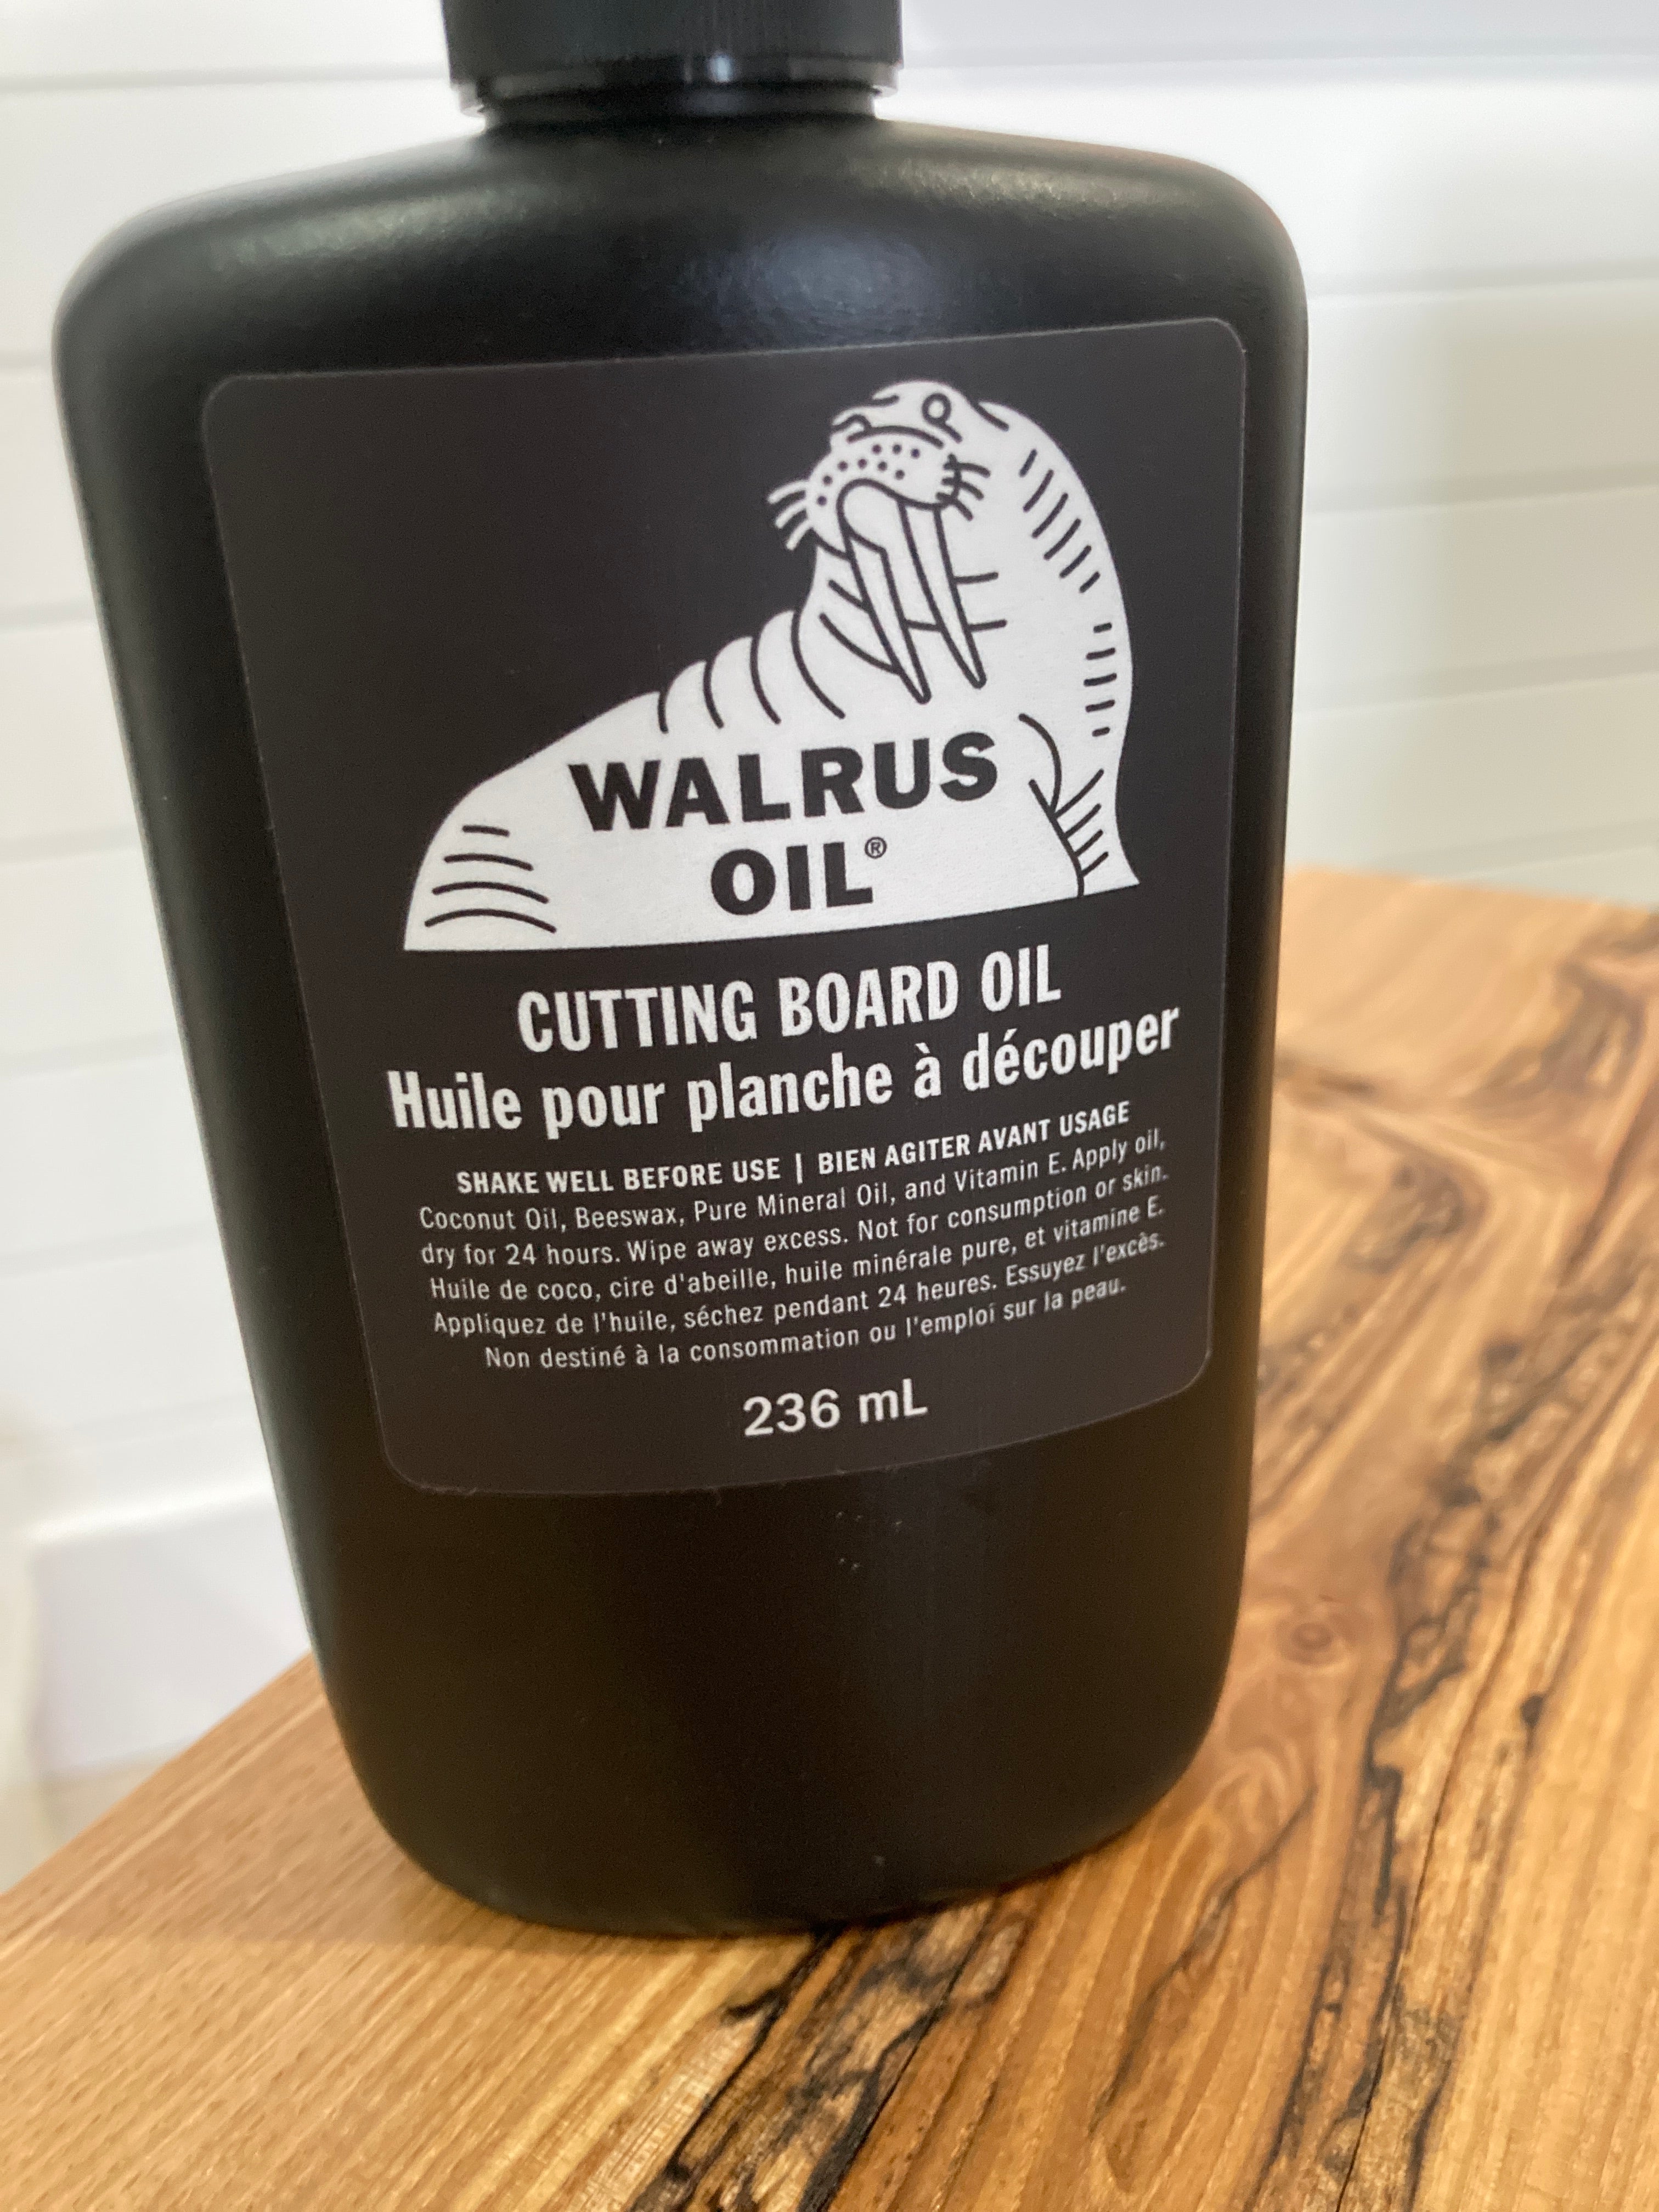 WALRUS
OIL®
CUTTING BOARD OIL
Huile pour planche à découper
SHAKE WELL BEFORE USE | BIEN AGITER AVANT USAGE
Coconut Oil, Beeswax, Pure Mineral Oil, and Vitamin E. Apply oil,
dry for 24 hours. Wipe away excess. Not for consumption or skin.
Huile de coco, cire d'abeille, huile minérale pure, et vitamine E.
Appliquez de l'huile, séchez pendant 24 heures. Essuyez l'excès.
Non destiné à la consommation ou l'emploi sur la peau.
236 mL